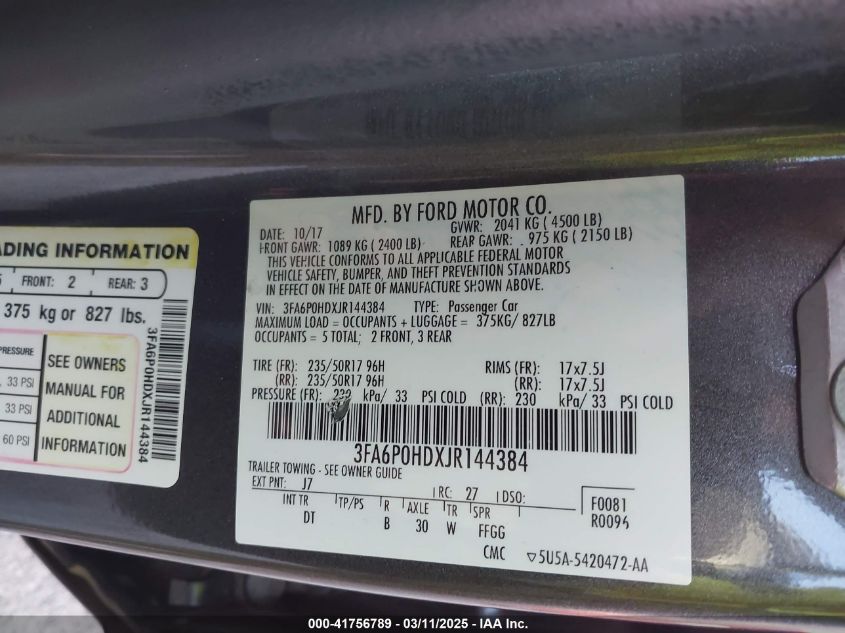 ADING INFORMATION
FRONT: 2 REAR: 3
375 kg or 827 lbs.
PRESSURE
33 PSI
33 PSI
60 PSI
SEE OWNERS
MANUAL FOR
ADDITIONAL
INFORMATION
3FA6P0HDXJR144384
MFD. BY FORD MOTOR CO.
DATE: 10/17 GVWR: 2041 KG ( 4500 LB)
FRONT GAWR: 1089 KG ( 2400 LB) REAR GAWR: 975 KG ( 2150 LB)
THIS VEHICLE CONFORMS TO ALL APPLICABLE FEDERAL MOTOR
VEHICLE SAFETY, BUMPER, AND THEFT PREVENTION STANDARDS
IN EFFECT ON THE DATE OF MANUFACTURE SHOWN ABOVE.
VIN: 3FA6P0HDXJR144384 TYPE: Passenger Car
MAXIMUM LOAD = OCCUPANTS + LUGGAGE = 375KG/ 827LB
OCCUPANTS = 5 TOTAL; 2 FRONT, 3 REAR
TIRE (FR): 235/50R17 96H RIMS (FR): 17x7.5J
(RR): 235/50R17 96H (RR): 17x7.5J
PRESSURE (FR): 230 kPa/ 33 PSI COLD (RR): 230 kPa/ 33 PSI COLD
3FA6P0HDXJR144384
TRAILER TOWING - SEE OWNER GUIDE
EXT PNT: J7 RC: 27 DSO: F0081
R0094
INT TR TP/PS R AXLE TR SPR
DT B 30 W FFGG
CMC ▽5U5A-5420472-AA
000-41756789 - 03/11/2025 - IAA Inc.